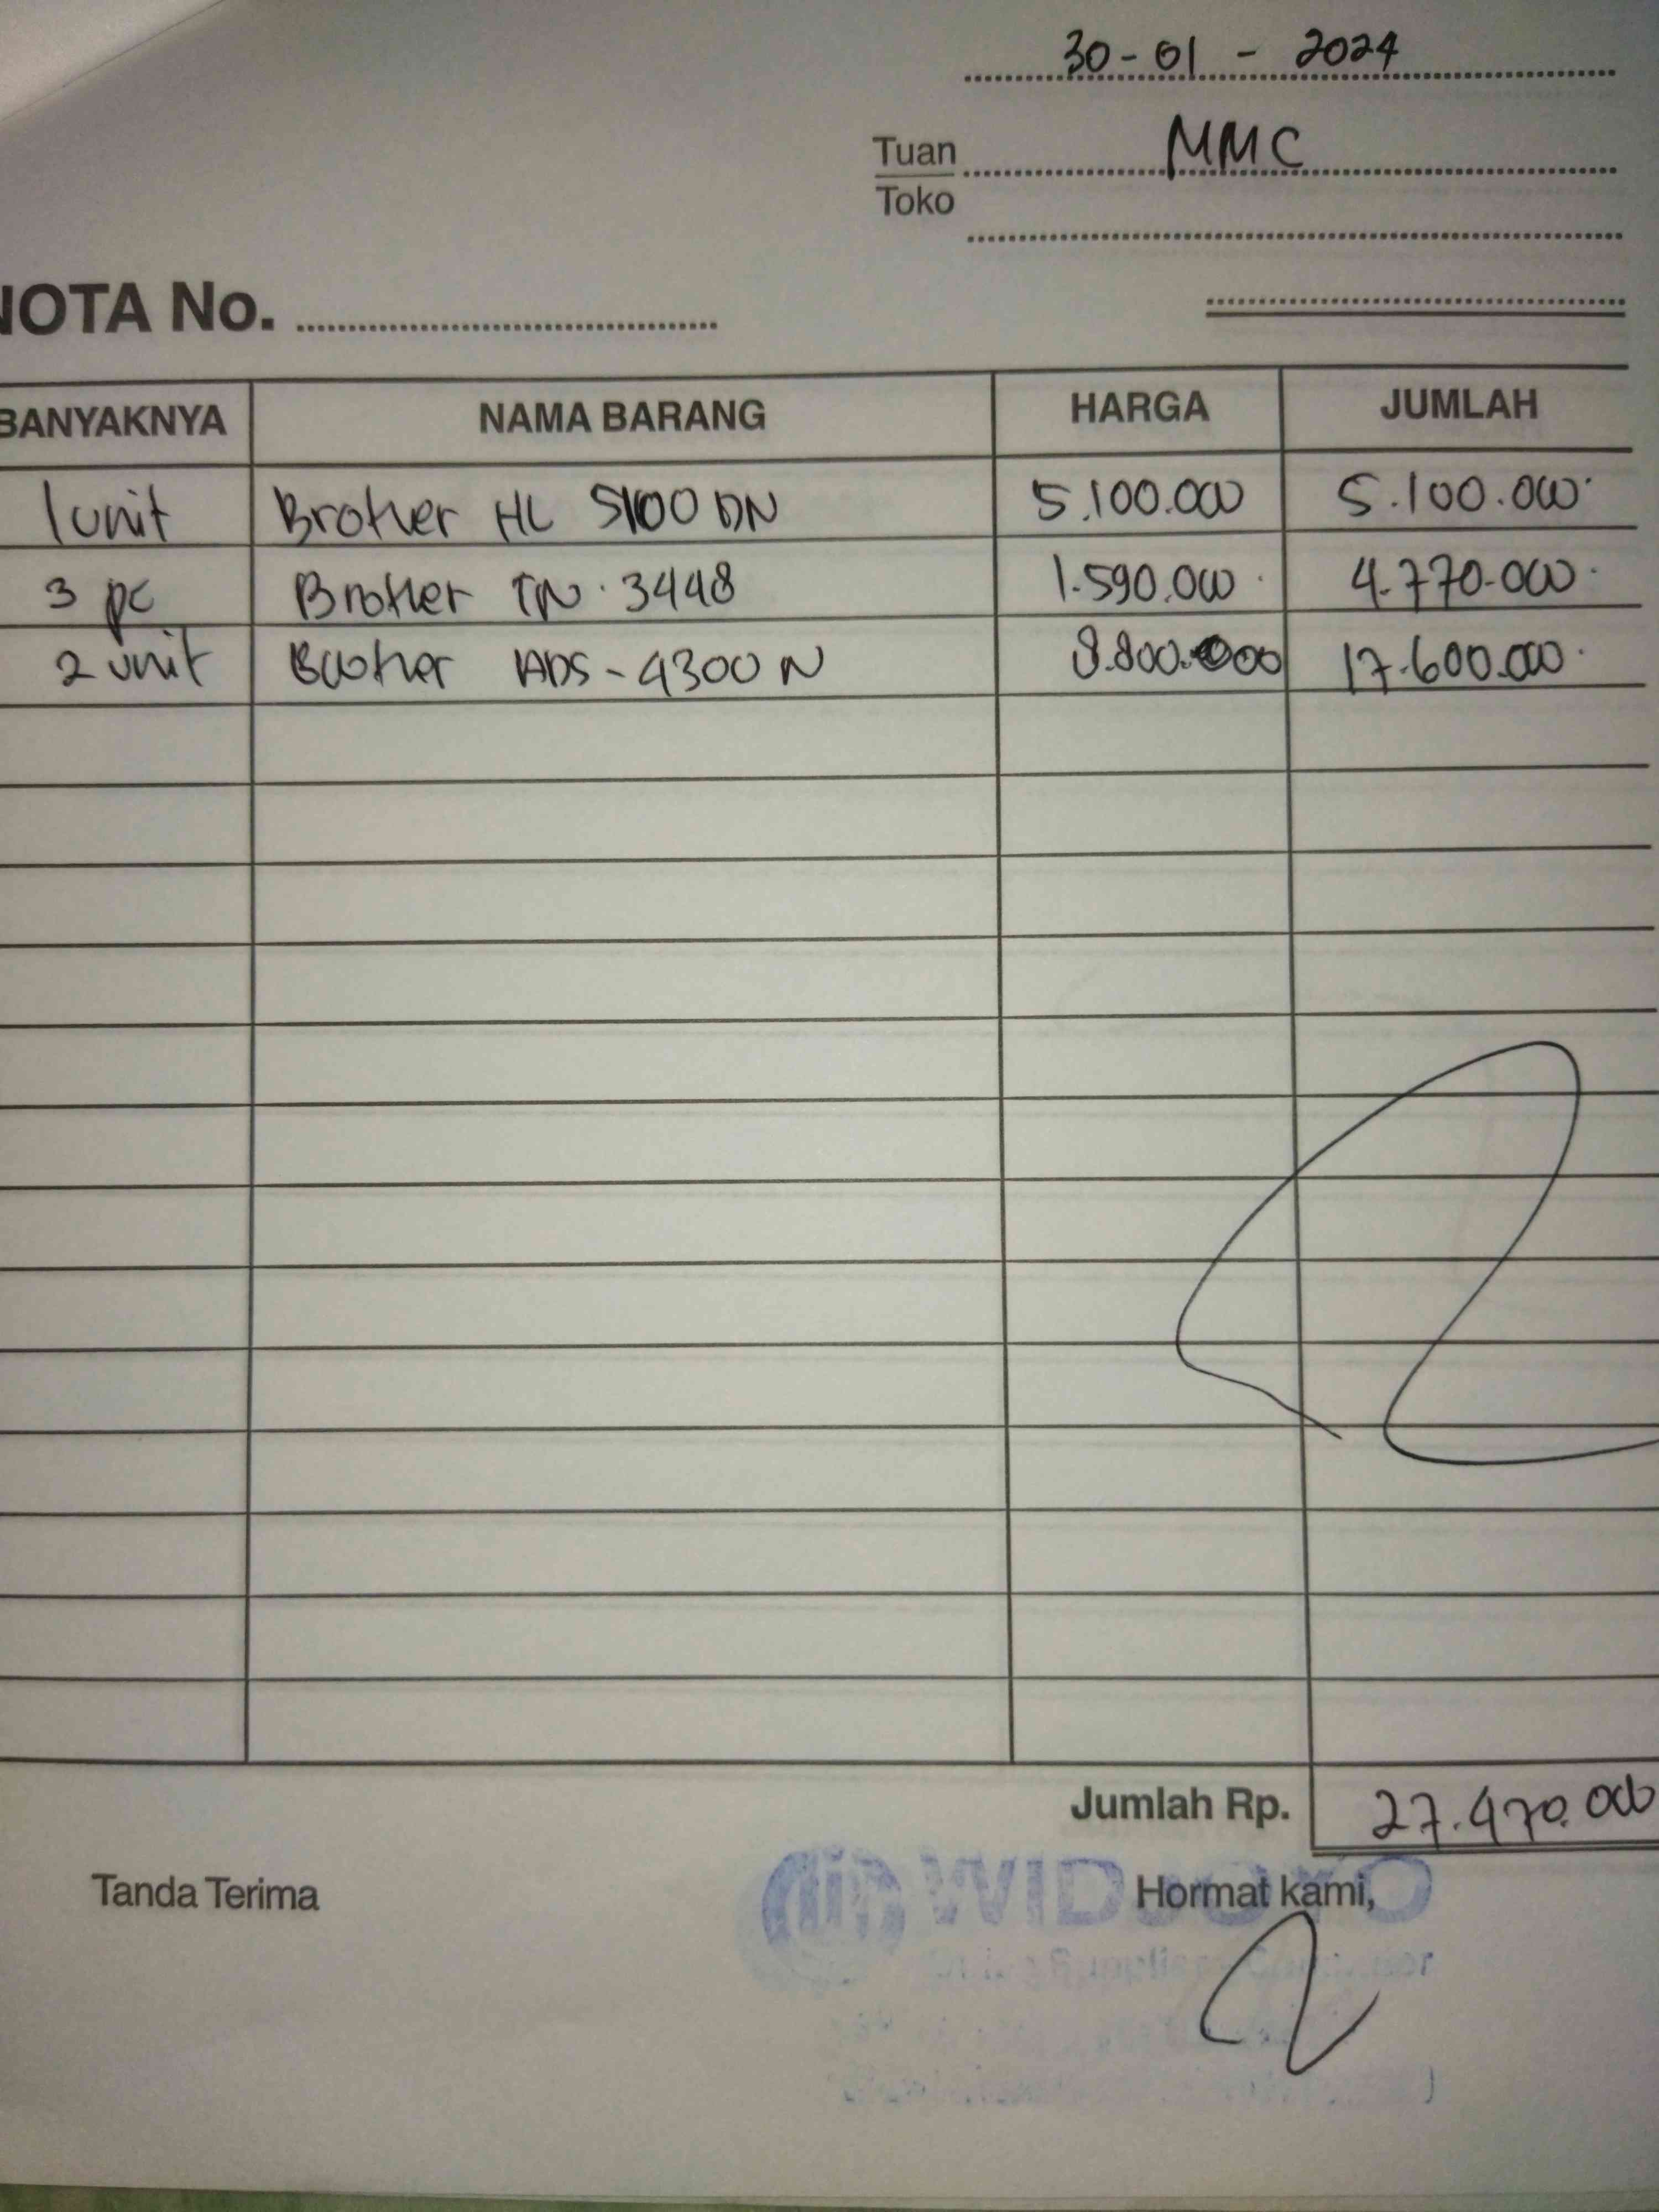 30-01-2024
Tuan MMC
Toko
NOTA No.
BANYAKNYA NAMA BARANG HARGA JUMLAH
1 unit Brother HL 5100 DN 5.100.000 5.100.000
3 pc Brother TN. 3448 1.590.000 4.770.000
2 unit Brother ADS-4300 N 8.800.000 17.600.000
Jumlah Rp. 27.470.000
Tanda Terima Hormat kami,